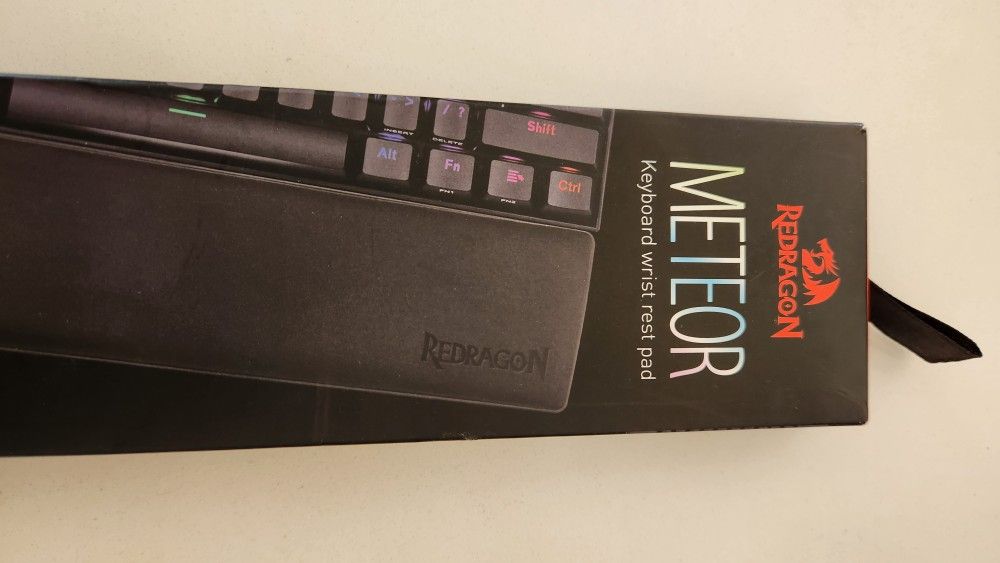 REDRAGON
METEOR
Keyboard wrist rest pad
> / ?
Shift
INSERT DELETE
Alt Fn Ctrl
FN1 FN2
REDRAGON